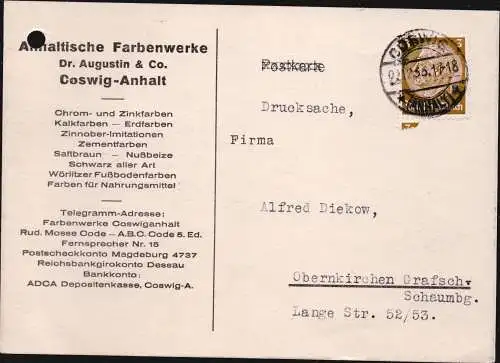 Anhaltische Farbenwerke
Dr. Augustin & Co.
Coswig-Anhalt
Chrom- und Zinkfarben
Kalkfarben — Erdfarben
Zinnober-Imitationen
Zementfarben
Saftbraun — Nußbeize
Schwarz aller Art
Wörlitzer Fußbodenfarben
Farben für Nahrungsmittel
Telegramm-Adresse:
Farbenwerke Coswiganhalt
Rud. Mosse Code — A.B.C. Code 5. Ed.
Fernsprecher Nr. 15
Postscheckkonto Magdeburg 4737
Reichsbankgirokonto Dessau
Bankkonto:
ADCA Depositenkasse, Coswig-A.
Postkarte
Drucksache,
Firma
Alfred Diekow,
Obernkirchen Grafsch.
Schaumbg.
Lange Str. 52/53.
COSWIG
(ANHALT)